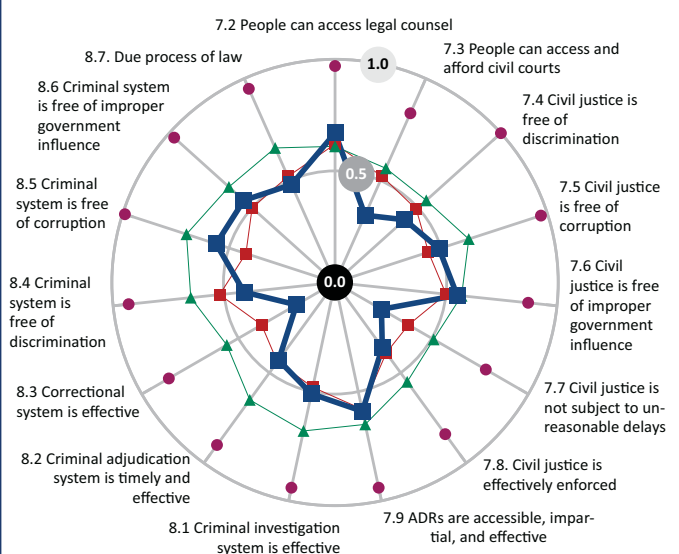 7.2 People can access legal counsel
7.3 People can access and
afford civil courts
7.4 Civil justice is
free of
discrimination
7.5 Civil justice
is free of
corruption
7.6 Civil
justice is free
of improper
government
influence
7.7 Civil justice is
not subject to un-
reasonable delays
7.8. Civil justice is
effectively enforced
7.9 ADRs are accessible, impar-
tial, and effective
8.1 Criminal investigation
system is effective
8.2 Criminal adjudication
system is timely and
effective
8.3 Correctional
system is effective
8.4 Criminal
system is
free of
discrimination
8.5 Criminal
system is free
of corruption
8.6 Criminal system
is free of improper
government
influence
8.7. Due process of law
1.0
0.5
0.0